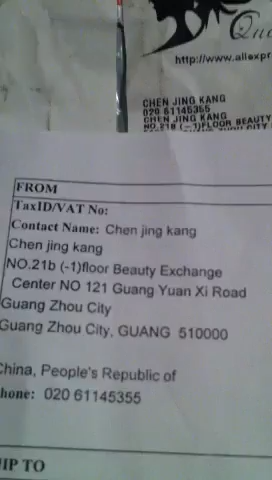 Qu
http://www.aliexpr
CHEN JING KANG
020 61145355
CHEN JING KANG
NO.21B (-1)FLOOR BEAUTY
FROM
TaxID/VAT No:
Contact Name: Chen jing kang
Chen jing kang
NO.21b (-1)floor Beauty Exchange
Center NO 121 Guang Yuan Xi Road
Guang Zhou City
Guang Zhou City, GUANG 510000
China, People's Republic of
hone: 020 61145355
IP TO